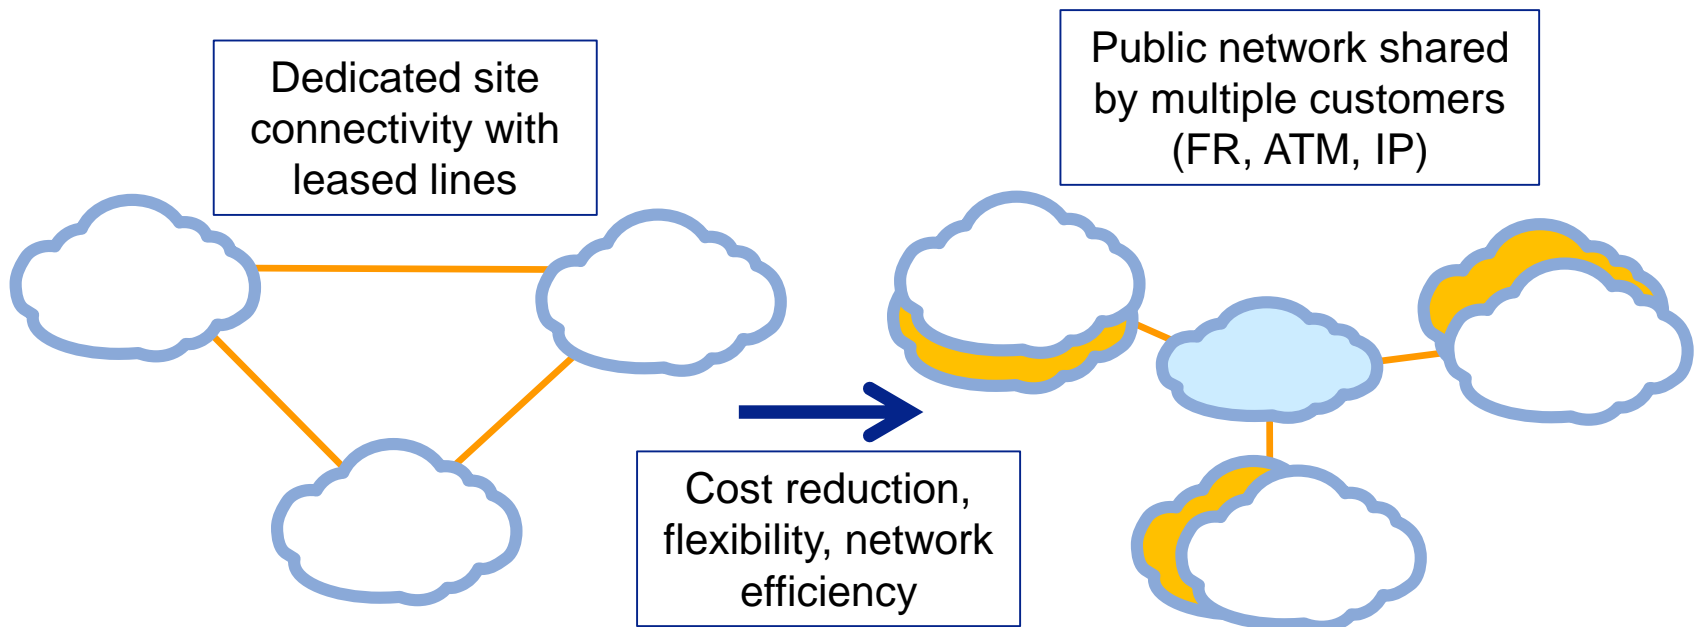 Dedicated site
connectivity with
leased lines
Public network shared
by multiple customers
(FR, ATM, IP)
Cost reduction,
flexibility, network
efficiency